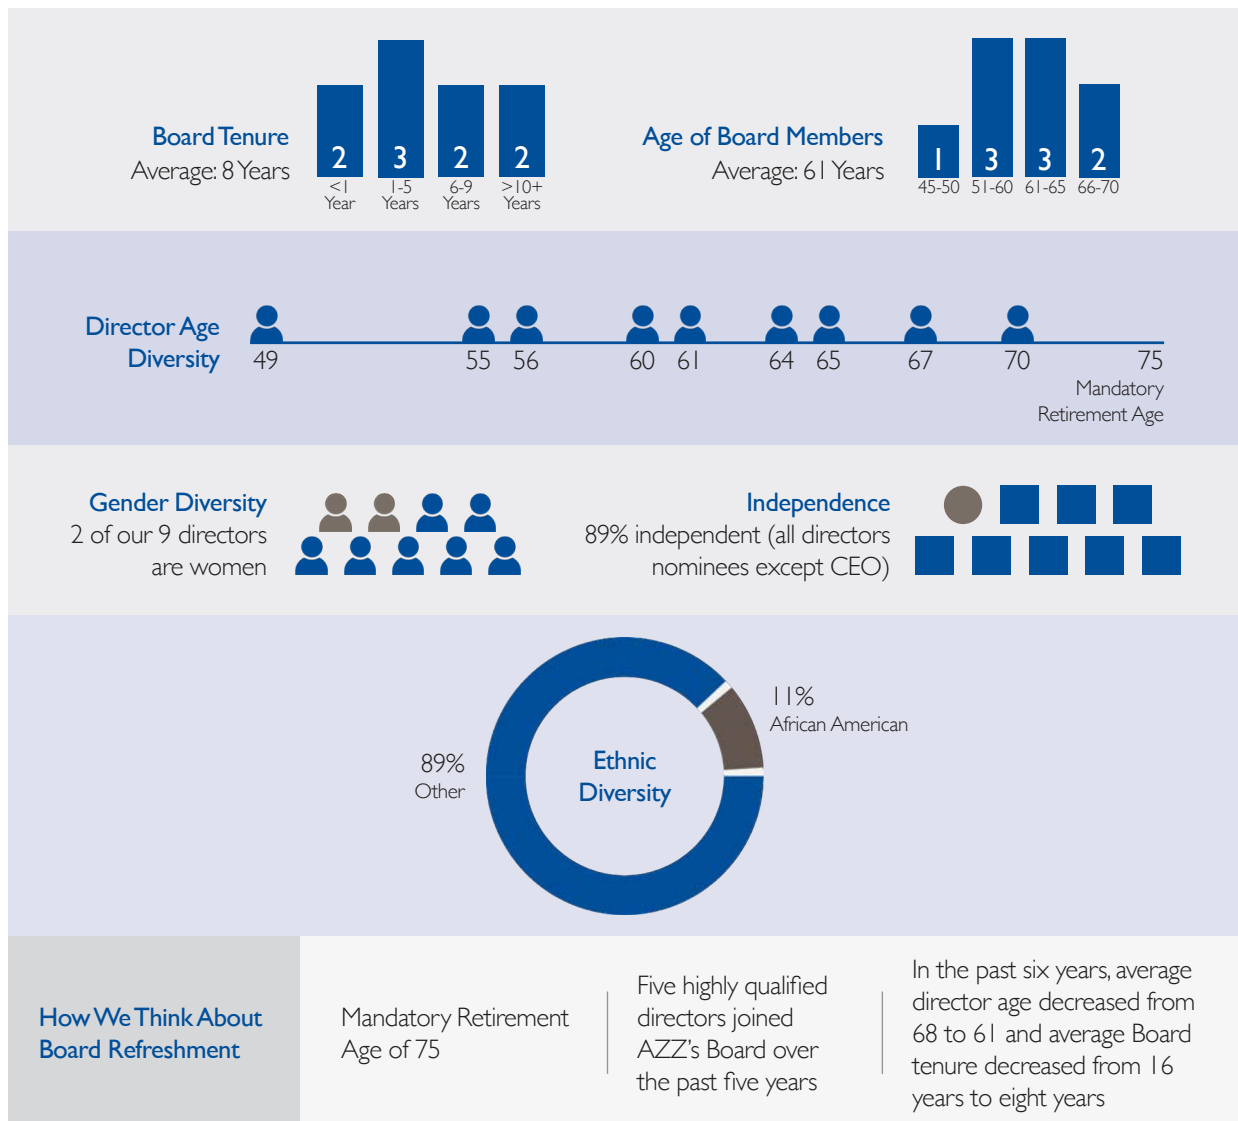 Board Tenure
Average: 8 Years
2
3
2
2
<1
Year
1-5
Years
6-9
Years
>10+
Years
Age of Board Members
Average: 61 Years
1
3
3
2
45-50
51-60
61-65
66-70
Director Age
Diversity
49
55
56
60
61
64
65
67
70
75
Mandatory
Retirement Age
Gender Diversity
2 of our 9 directors
are women
Independence
89% independent (all directors
nominees except CEO)
11%
African American
89%
Other
Ethnic
Diversity
How We Think About
Board Refreshment
Mandatory Retirement
Age of 75
Five highly qualified
directors joined
AZZ's Board over
the past five years
In the past six years, average
director age decreased from
68 to 61 and average Board
tenure decreased from 16
years to eight years